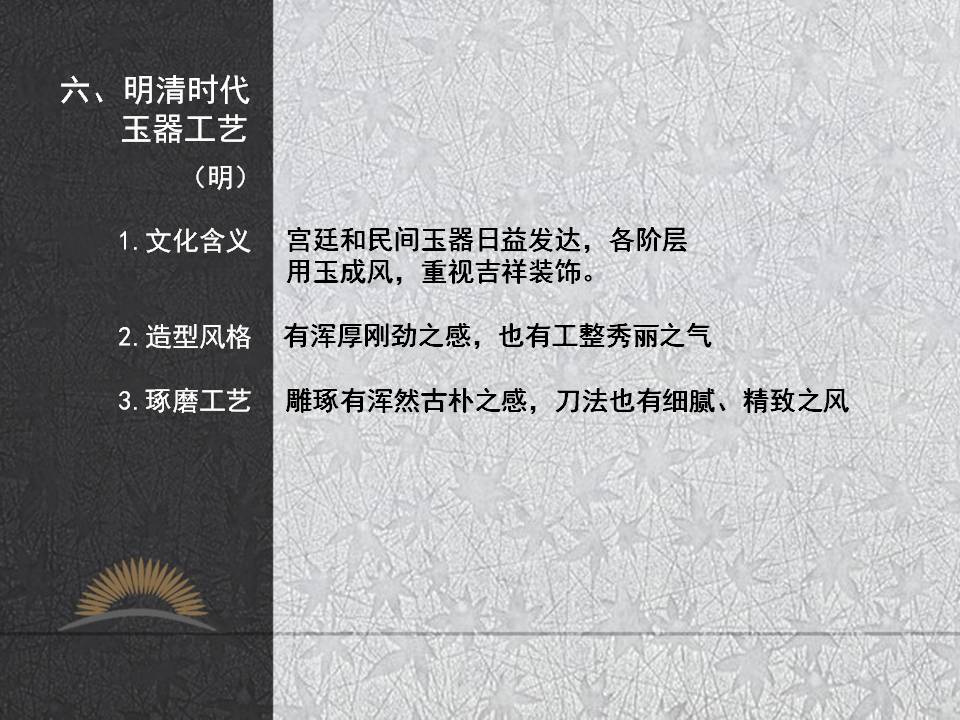 六、明清时代
玉器工艺
（明）
1.文化含义 宫廷和民间玉器日益发达，各阶层
用玉成风，重视吉祥装饰。
2.造型风格 有浑厚刚劲之感，也有工整秀丽之气
3.琢磨工艺 雕琢有浑然古朴之感，刀法也有细腻、精致之风